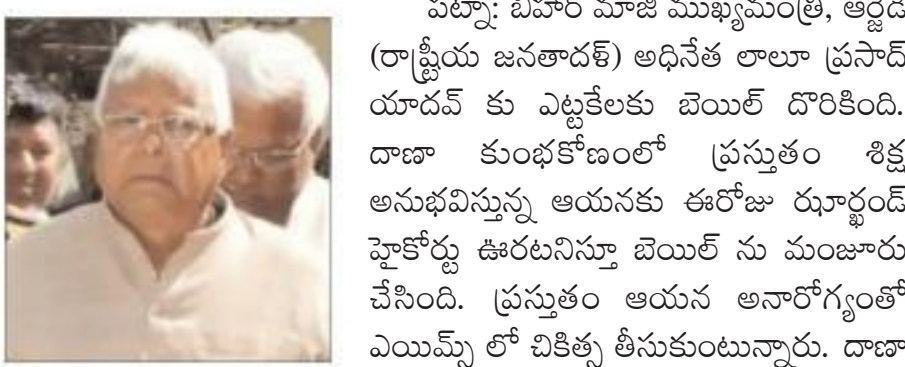 పట్నా: బీహార్ మాజీ ముఖ్యమంత్రి, ఆర్జేడీ
(రాష్ట్రీయ జనతాదళ్) అధినేత లాలూ ప్రసాద్
యాదవ్ కు ఎట్టకేలకు బెయిల్ దొరికింది.
దాణా కుంభకోణంలో ప్రస్తుతం శిక్ష
అనుభవిస్తున్న ఆయనకు ఈరోజు ఝార్ఖండ్
హైకోర్టు ఊరటనిస్తూ బెయిల్ ను మంజూరు
చేసింది. ప్రస్తుతం ఆయన అనారోగ్యంతో
ఎయిమ్స్ లో చికిత్స తీసుకుంటున్నారు. దాణా